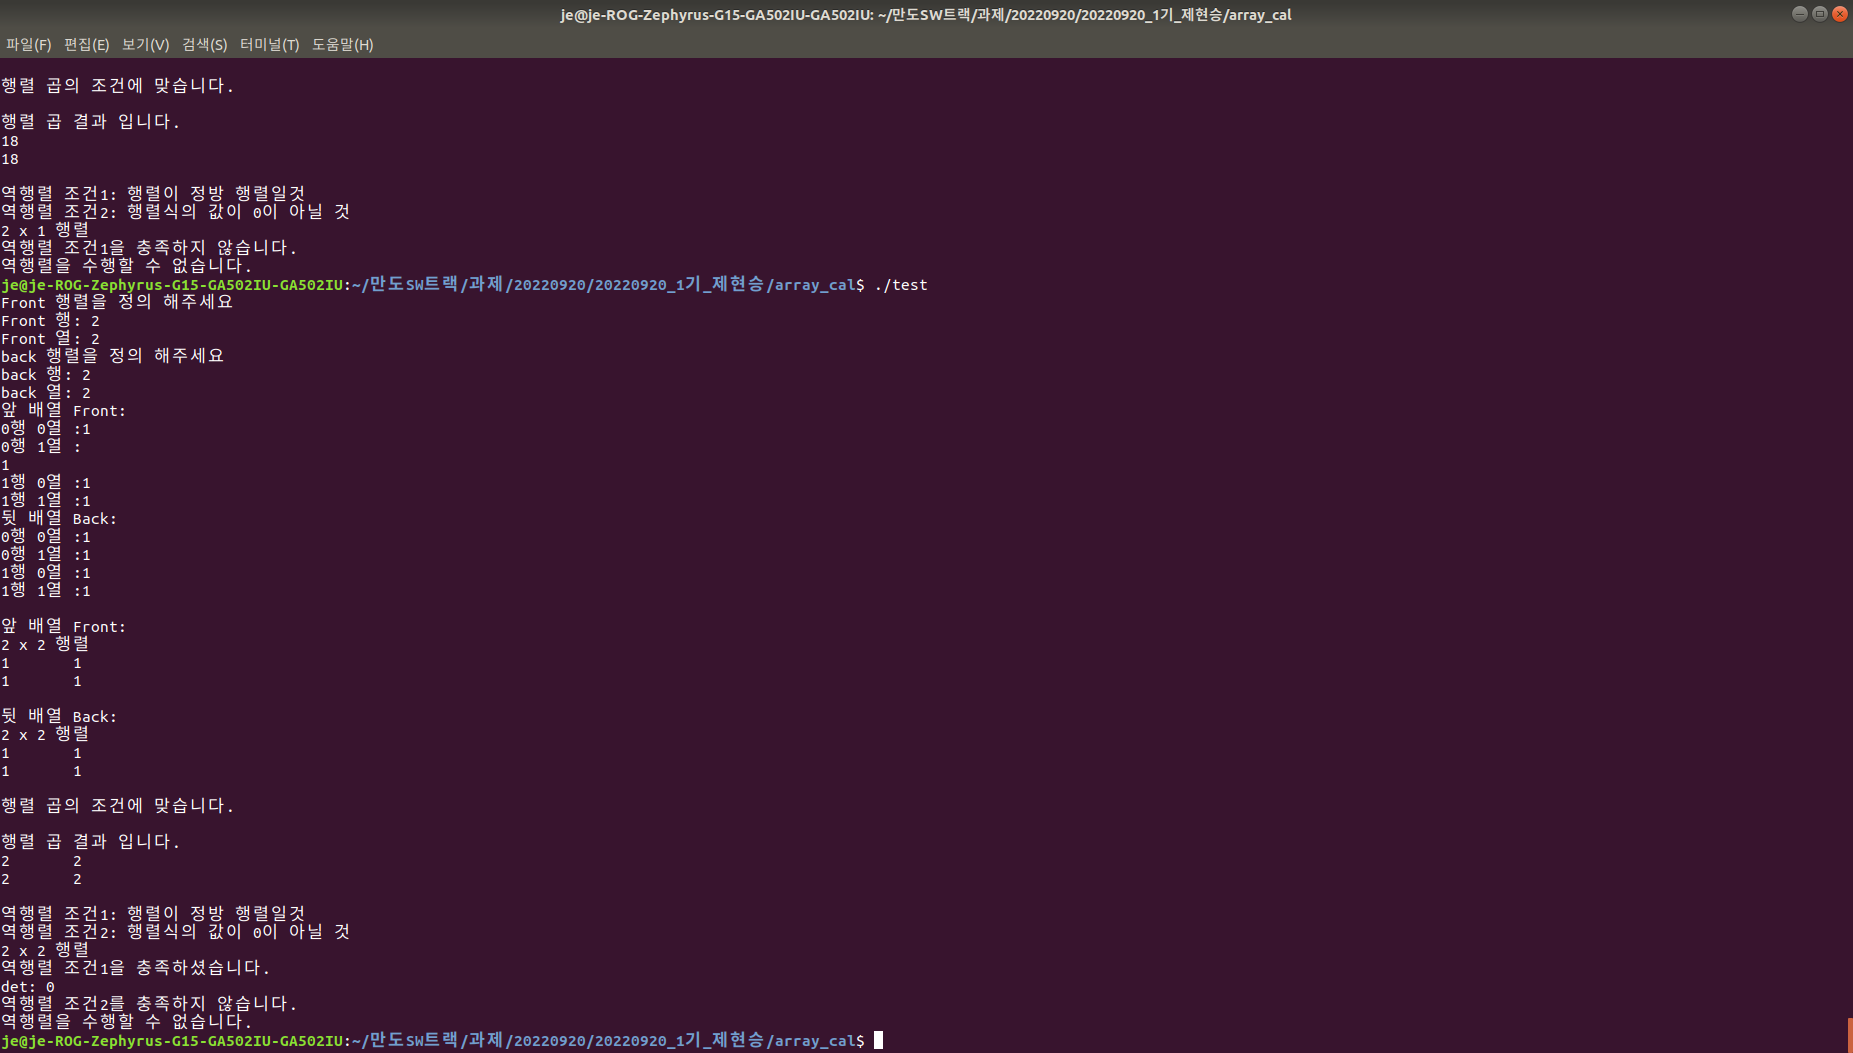 je@je-ROG-Zephyrus-G15-GA502IU-GA502IU: ~/만도SW트랙/과제/20220920/20220920_1기_제현승/array_cal
파일(F) 편집(E) 보기(V) 검색(S) 터미널(T) 도움말(H)
행렬 곱의 조건에 맞습니다.
행렬 곱 결과 입니다.
18
18
역행렬 조건1: 행렬이 정방 행렬일것
역행렬 조건2: 행렬식의 값이 0이 아닐 것
2 x 1 행렬
역행렬 조건1을 충족하지 않습니다.
역행렬을 수행할 수 없습니다.
je@je-ROG-Zephyrus-G15-GA502IU-GA502IU:~/만도SW트랙/과제/20220920/20220920_1기_제현승/array_cal$ ./test
Front 행렬을 정의 해주세요
Front 행: 2
Front 열: 2
back 행렬을 정의 해주세요
back 행: 2
back 열: 2
앞 배열 Front:
0행 0열 :1
0행 1열 :
1
1행 0열 :1
1행 1열 :1
뒷 배열 Back:
0행 0열 :1
0행 1열 :1
1행 0열 :1
1행 1열 :1
앞 배열 Front:
2 x 2 행렬
1 1
1 1
뒷 배열 Back:
2 x 2 행렬
1 1
1 1
행렬 곱의 조건에 맞습니다.
행렬 곱 결과 입니다.
2 2
2 2
역행렬 조건1: 행렬이 정방 행렬일것
역행렬 조건2: 행렬식의 값이 0이 아닐 것
2 x 2 행렬
역행렬 조건1을 충족하셨습니다.
det: 0
역행렬 조건2를 충족하지 않습니다.
역행렬을 수행할 수 없습니다.
je@je-ROG-Zephyrus-G15-GA502IU-GA502IU:~/만도SW트랙/과제/20220920/20220920_1기_제현승/array_cal$